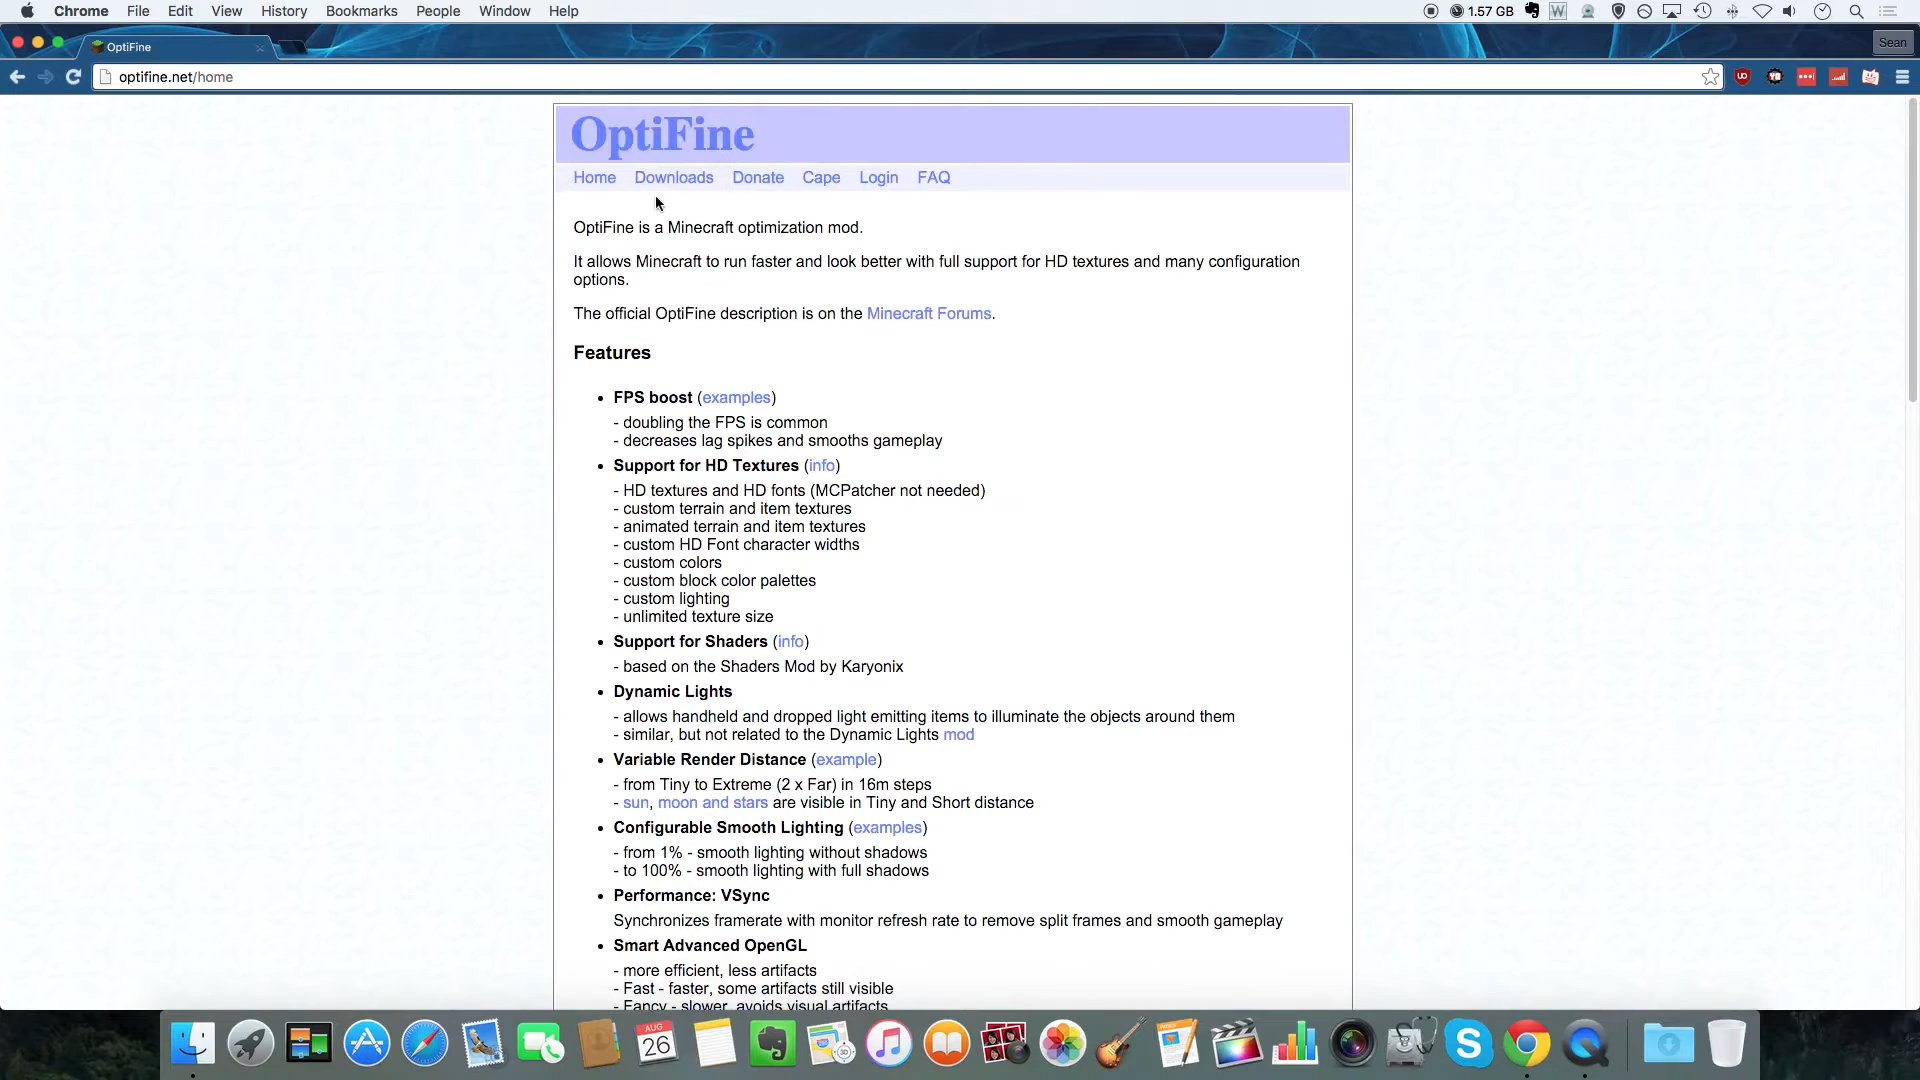 Chrome File Edit View History Bookmarks People Window Help
1.57 GB
OptiFine
Sean
optifine.net/home
OptiFine
Home Downloads Donate Cape Login FAQ
OptiFine is a Minecraft optimization mod.
It allows Minecraft to run faster and look better with full support for HD textures and many configuration
options.
The official OptiFine description is on the Minecraft Forums.
Features
• FPS boost (examples)
- doubling the FPS is common
- decreases lag spikes and smooths gameplay
• Support for HD Textures (info)
- HD textures and HD fonts (MCPatcher not needed)
- custom terrain and item textures
- animated terrain and item textures
- custom HD Font character widths
- custom colors
- custom block color palettes
- custom lighting
- unlimited texture size
• Support for Shaders (info)
- based on the Shaders Mod by Karyonix
• Dynamic Lights
- allows handheld and dropped light emitting items to illuminate the objects around them
- similar, but not related to the Dynamic Lights mod
• Variable Render Distance (example)
- from Tiny to Extreme (2 x Far) in 16m steps
- sun, moon and stars are visible in Tiny and Short distance
• Configurable Smooth Lighting (examples)
- from 1% - smooth lighting without shadows
- to 100% - smooth lighting with full shadows
• Performance: VSync
Synchronizes framerate with monitor refresh rate to remove split frames and smooth gameplay
• Smart Advanced OpenGL
- more efficient, less artifacts
- Fast - faster, some artifacts still visible
- Fancy - slower, avoids visual artifacts
AUG
26